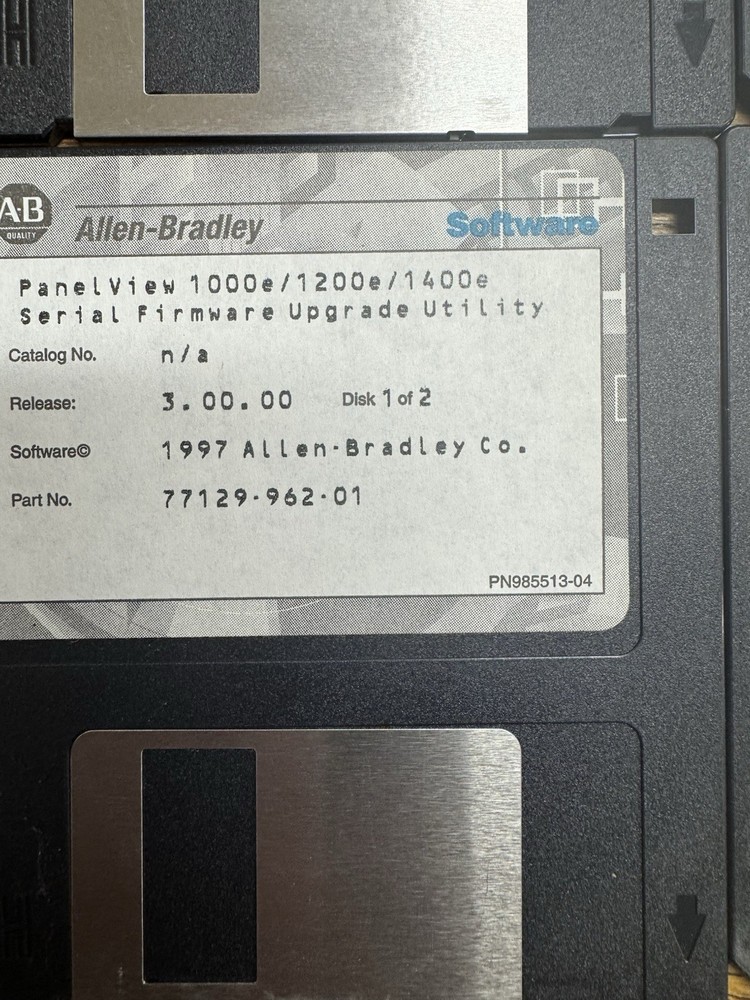 AB
QUALITY
Allen-Bradley
Software
PanelView 1000e/1200e/1400e
Serial Firmware Upgrade Utility
Catalog No. n/a
Release: 3.00.00 Disk 1 of 2
Software© 1997 Allen-Bradley Co.
Part No. 77129-962-01
PN985513-04